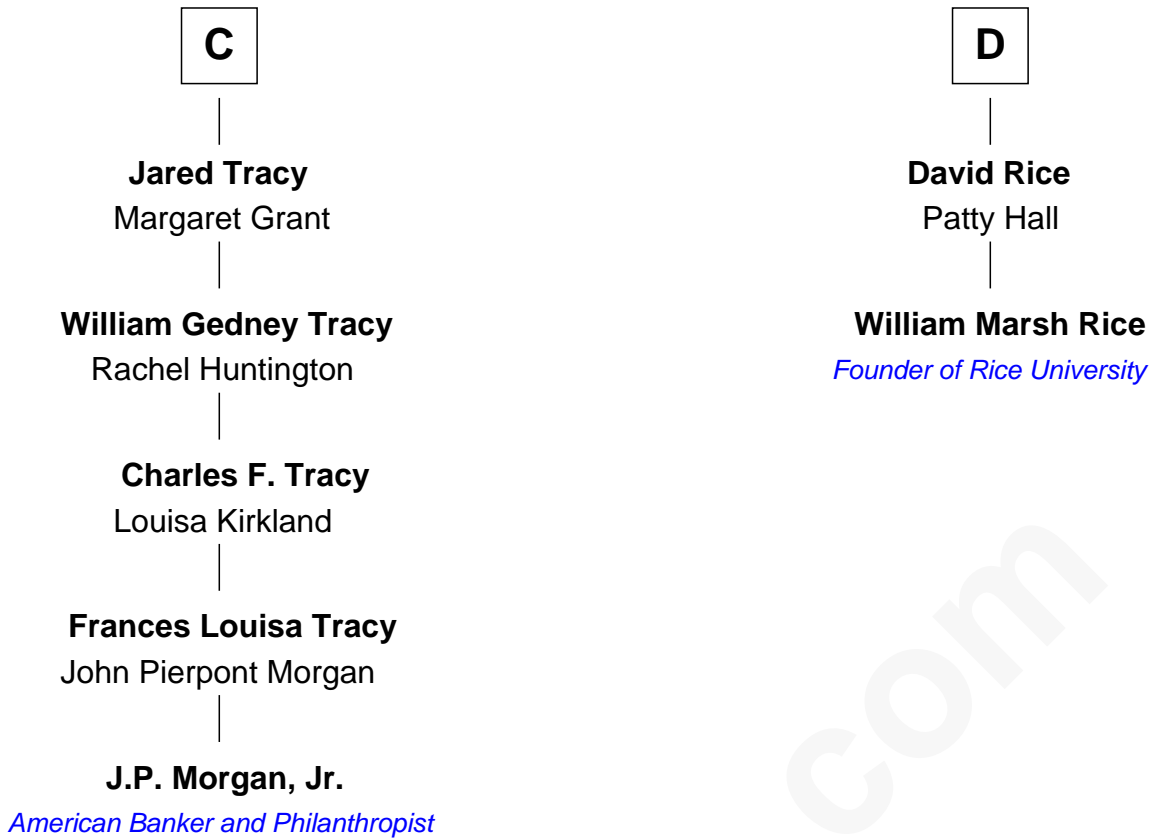 C
Jared Tracy
Margaret Grant
William Gedney Tracy
Rachel Huntington
Charles F. Tracy
Louisa Kirkland
Frances Louisa Tracy
John Pierpont Morgan
J.P. Morgan, Jr.
American Banker and Philanthropist
D
David Rice
Patty Hall
William Marsh Rice
Founder of Rice University
com